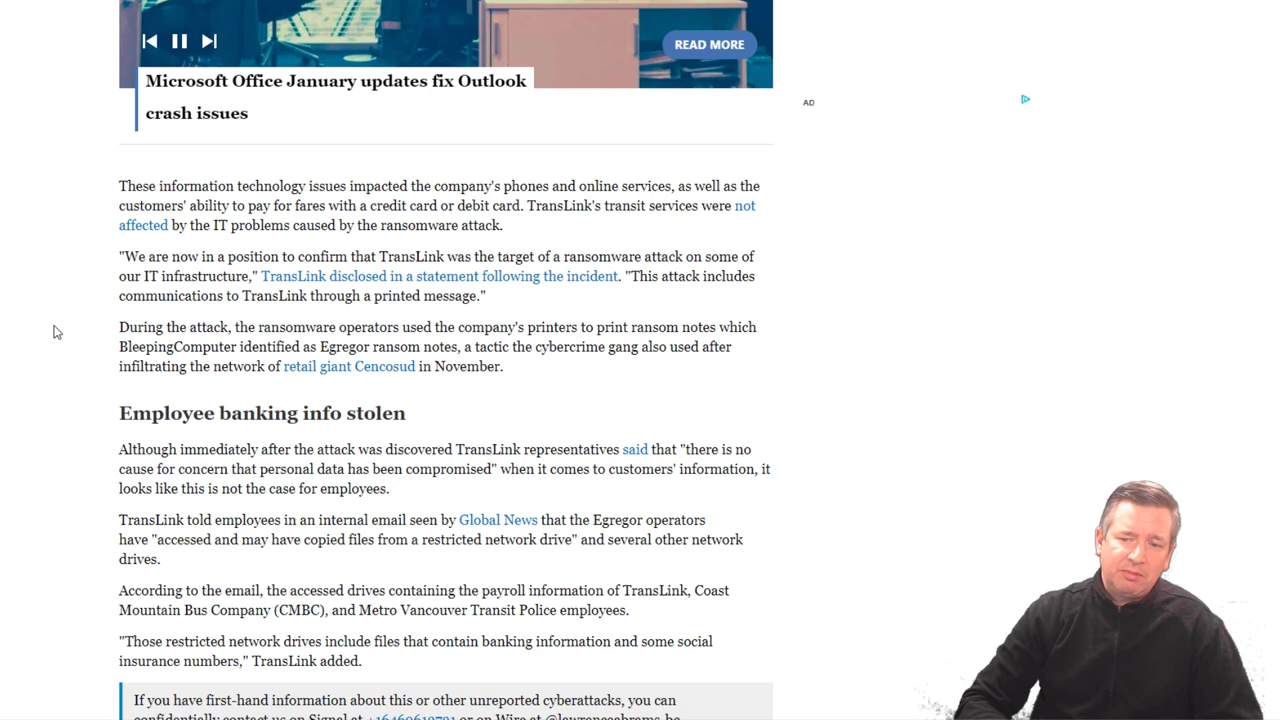 READ MORE
Microsoft Office January updates fix Outlook
crash issues
AD
These information technology issues impacted the company's phones and online services, as well as the
customers' ability to pay for fares with a credit card or debit card. TransLink's transit services were not
affected by the IT problems caused by the ransomware attack.
"We are now in a position to confirm that TransLink was the target of a ransomware attack on some of
our IT infrastructure," TransLink disclosed in a statement following the incident. "This attack includes
communications to TransLink through a printed message."
During the attack, the ransomware operators used the company's printers to print ransom notes which
BleepingComputer identified as Egregor ransom notes, a tactic the cybercrime gang also used after
infiltrating the network of retail giant Cencosud in November.
Employee banking info stolen
Although immediately after the attack was discovered TransLink representatives said that "there is no
cause for concern that personal data has been compromised" when it comes to customers' information, it
looks like this is not the case for employees.
TransLink told employees in an internal email seen by Global News that the Egregor operators
have "accessed and may have copied files from a restricted network drive" and several other network
drives.
According to the email, the accessed drives containing the payroll information of TransLink, Coast
Mountain Bus Company (CMBC), and Metro Vancouver Transit Police employees.
"Those restricted network drives include files that contain banking information and some social
insurance numbers," TransLink added.
If you have first-hand information about this or other unreported cyberattacks, you can
confidentially contact us on Signal at +16469613731 or on Wire at @lawrenceabrams-bc